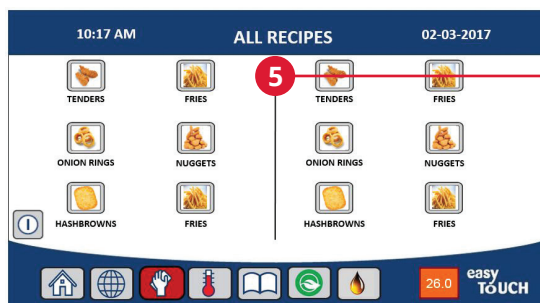 10:17 AM ALL RECIPES 02-03-2017
5
TENDERS FRIES TENDERS FRIES
ONION RINGS NUGGETS ONION RINGS NUGGETS
HASHBROWNS FRIES HASHBROWNS FRIES
26.0 easy
ToUCH